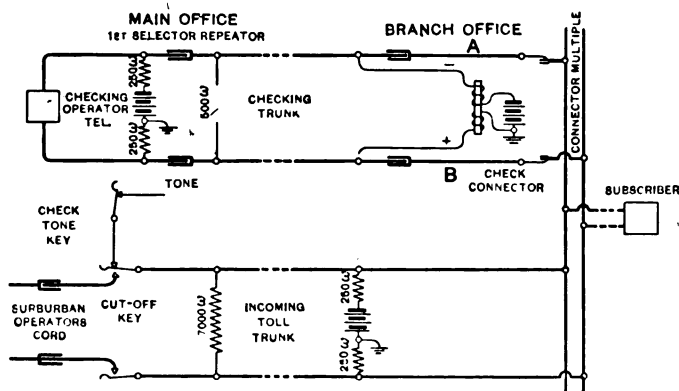 MAIN OFFICE
1ST SELECTOR REPEATOR
BRANCH OFFICE
A
CONNECTOR MULTIPLE
250Ω
CHECKING
OPERATOR
TEL.
250Ω
500Ω
CHECKING
TRUNK
−
+
B
CHECK
CONNECTOR
TONE
CHECK
TONE
KEY
SUBSCRIBER
SURBURBAN
OPERATORS
CORD
CUT-OFF
KEY
7000Ω
INCOMING
TOLL
TRUNK
250Ω
250Ω